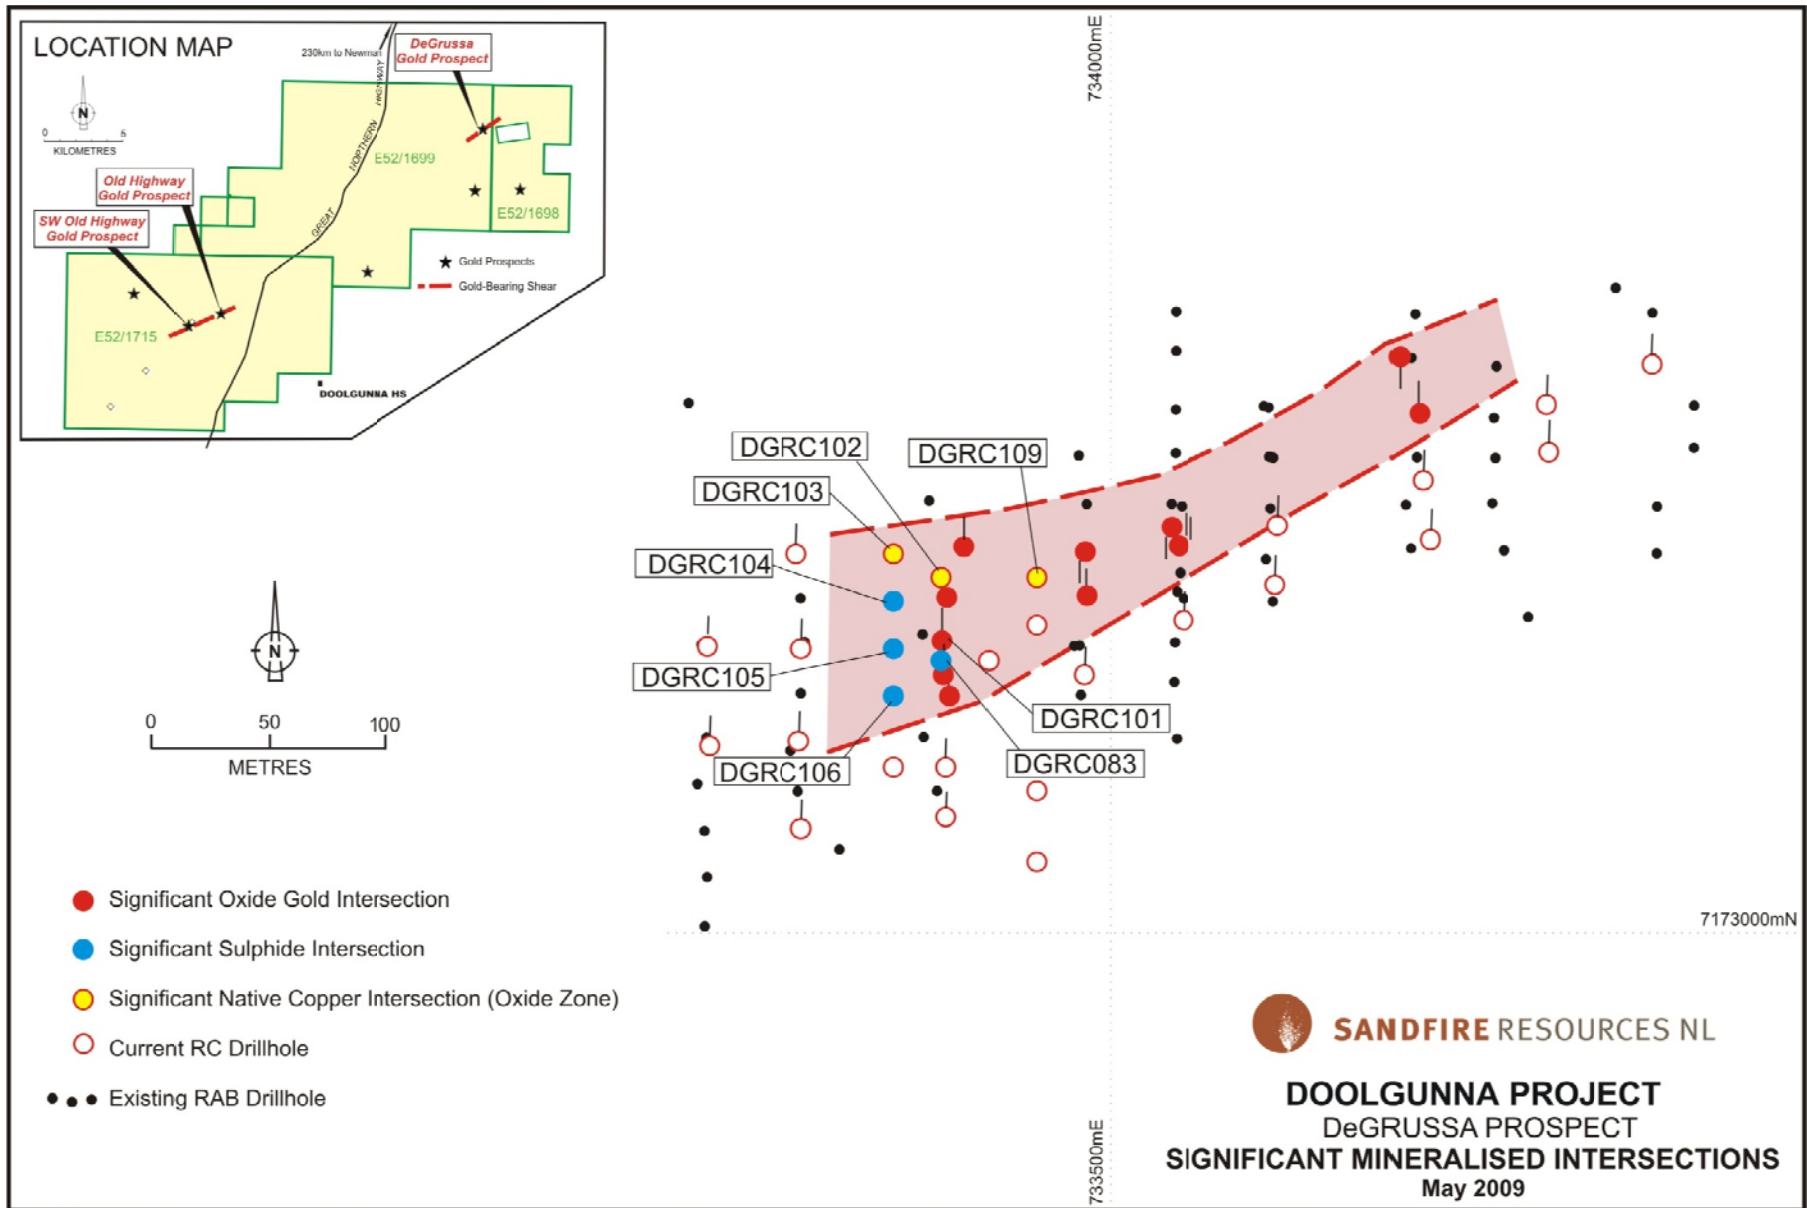 LOCATION MAP
230km to Newman
DeGrussa
Gold Prospect
N
0 5
KILOMETRES
HIGHWAY
NORTHERN
GREAT
E52/1699
Old Highway
Gold Prospect
SW Old Highway
Gold Prospect
E52/1698
Gold Prospects
Gold-Bearing Shear
E52/1715
DOOLGUNNA HS
734000mE
DGRC102
DGRC109
DGRC103
DGRC104
DGRC105
DGRC101
DGRC106
DGRC083
N
0 50 100
METRES
Significant Oxide Gold Intersection
Significant Sulphide Intersection
Significant Native Copper Intersection (Oxide Zone)
Current RC Drillhole
Existing RAB Drillhole
7173000mN
733500mE
SANDFIRE RESOURCES NL
DOOLGUNNA PROJECT
DeGRUSSA PROSPECT
SIGNIFICANT MINERALISED INTERSECTIONS
May 2009